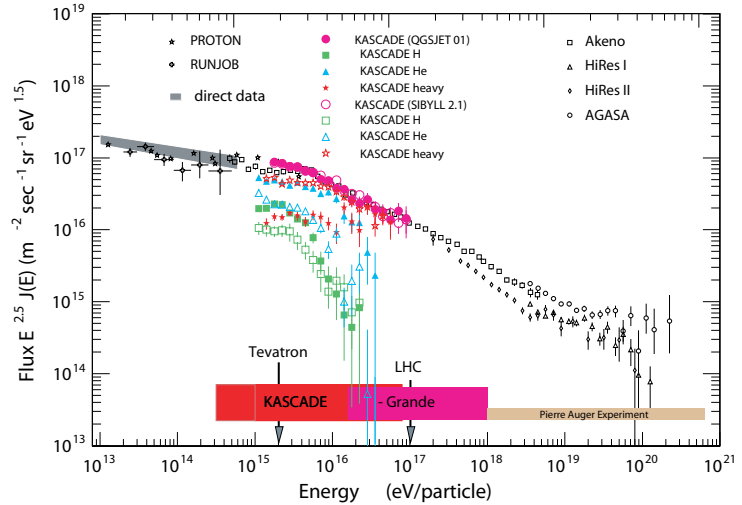 10^19
10^18
10^17
10^16
10^15
10^14
10^13
Flux E^2.5 J(E) (m^-2 sec^-1 sr^-1 eV^1.5)
PROTON
RUNJOB
direct data
KASCADE (QGSJET 01)
KASCADE H
KASCADE He
KASCADE heavy
KASCADE (SIBYLL 2.1)
KASCADE H
KASCADE He
KASCADE heavy
Akeno
HiRes I
HiRes II
AGASA
Tevatron
LHC
KASCADE - Grande
Pierre Auger Experiment
10^13 10^14 10^15 10^16 10^17 10^18 10^19 10^20 10^21
Energy (eV/particle)